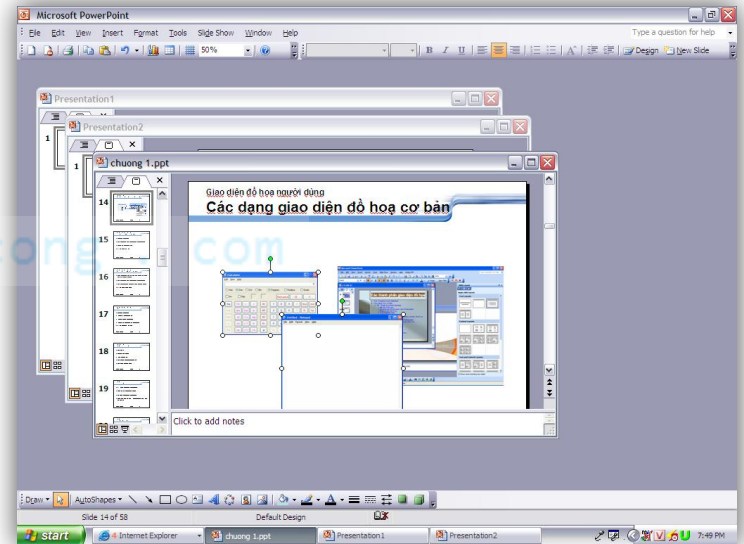 Microsoft PowerPoint
File Edit View Insert Format Tools Slide Show Window Help
Type a question for help
50%
B I U
Design New Slide
Presentation1
1
Presentation2
1
chuong 1.ppt
14
15
16
17
18
19
Giao diện đồ hoạ người dùng
Các dạng giao diện đồ hoạ cơ bản
cong . com
Click to add notes
Draw AutoShapes
Slide 14 of 58 Default Design
start 4 Internet Explorer chuong 1.ppt Presentation1 Presentation2 7:49 PM